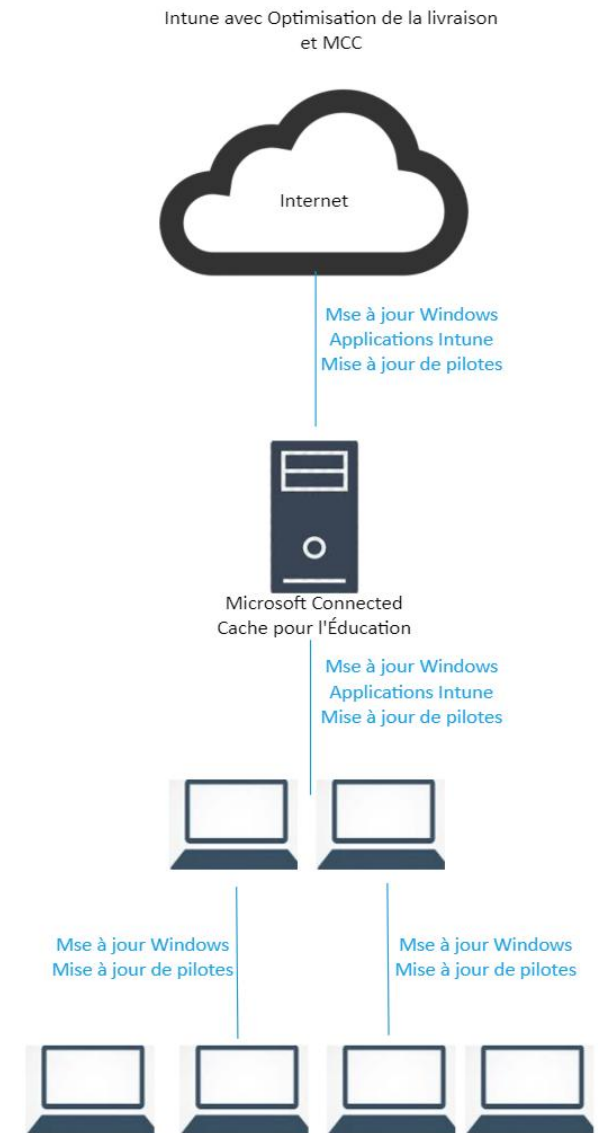 Intune avec Optimisation de la livraison
et MCC
Internet
Mse à jour Windows
Applications Intune
Mise à jour de pilotes
Microsoft Connected
Cache pour l'Éducation
Mse à jour Windows
Applications Intune
Mise à jour de pilotes
Mse à jour Windows
Mise à jour de pilotes
Mse à jour Windows
Mise à jour de pilotes